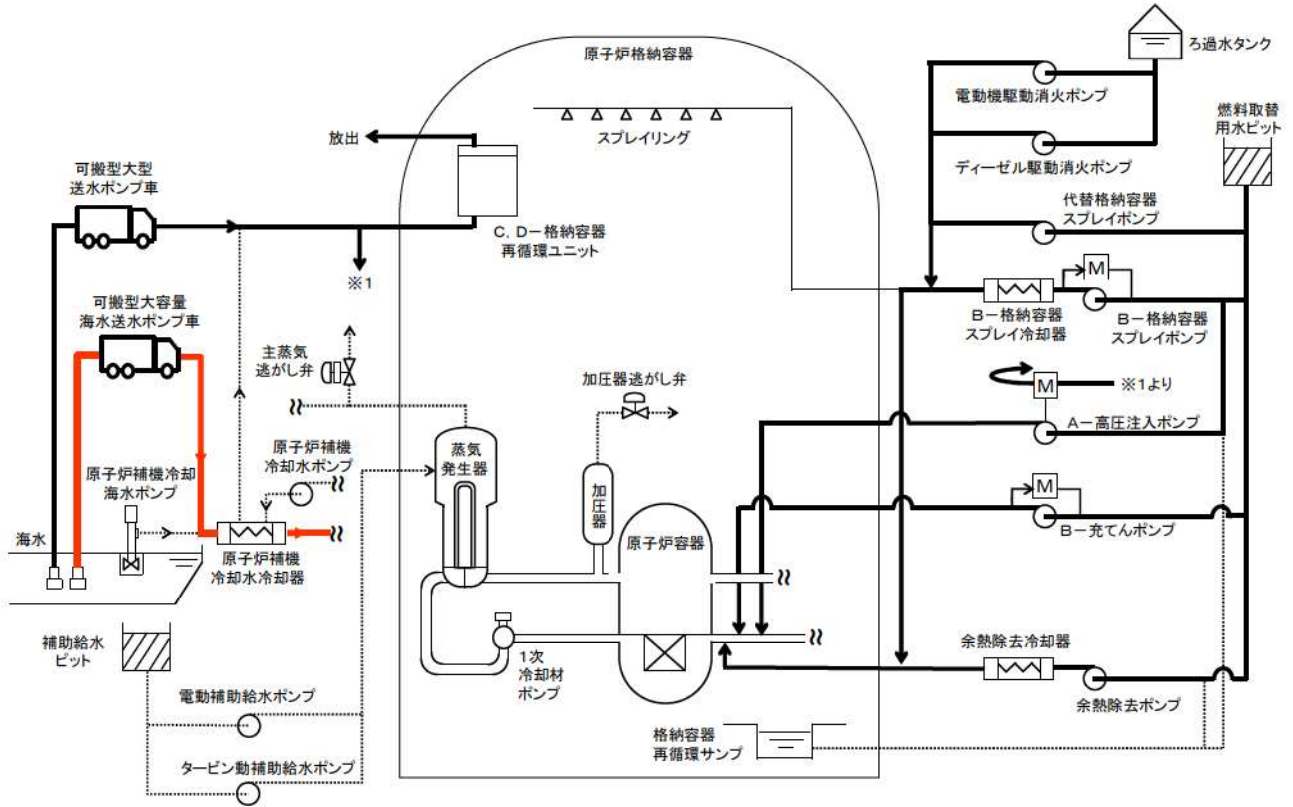 原子炉格納容器
スプレイリング
放出
C，D－格納容器
再循環ユニット
※1
可搬型大型
送水ポンプ車
可搬型大容量
海水送水ポンプ車
主蒸気
逃がし弁
加圧器逃がし弁
蒸気
発生器
加圧器
原子炉容器
原子炉補機
冷却水ポンプ
原子炉補機冷却
海水ポンプ
海水
原子炉補機
冷却水冷却器
補助給水
ピット
電動補助給水ポンプ
タービン動補助給水ポンプ
1次
冷却材
ポンプ
格納容器
再循環サンプ
ろ過水タンク
電動機駆動消火ポンプ
ディーゼル駆動消火ポンプ
燃料取替
用水ピット
代替格納容器
スプレイポンプ
M
B－格納容器
スプレイ冷却器
B－格納容器
スプレイポンプ
M
※1より
A－高圧注入ポンプ
M
B－充てんポンプ
余熱除去冷却器
余熱除去ポンプ